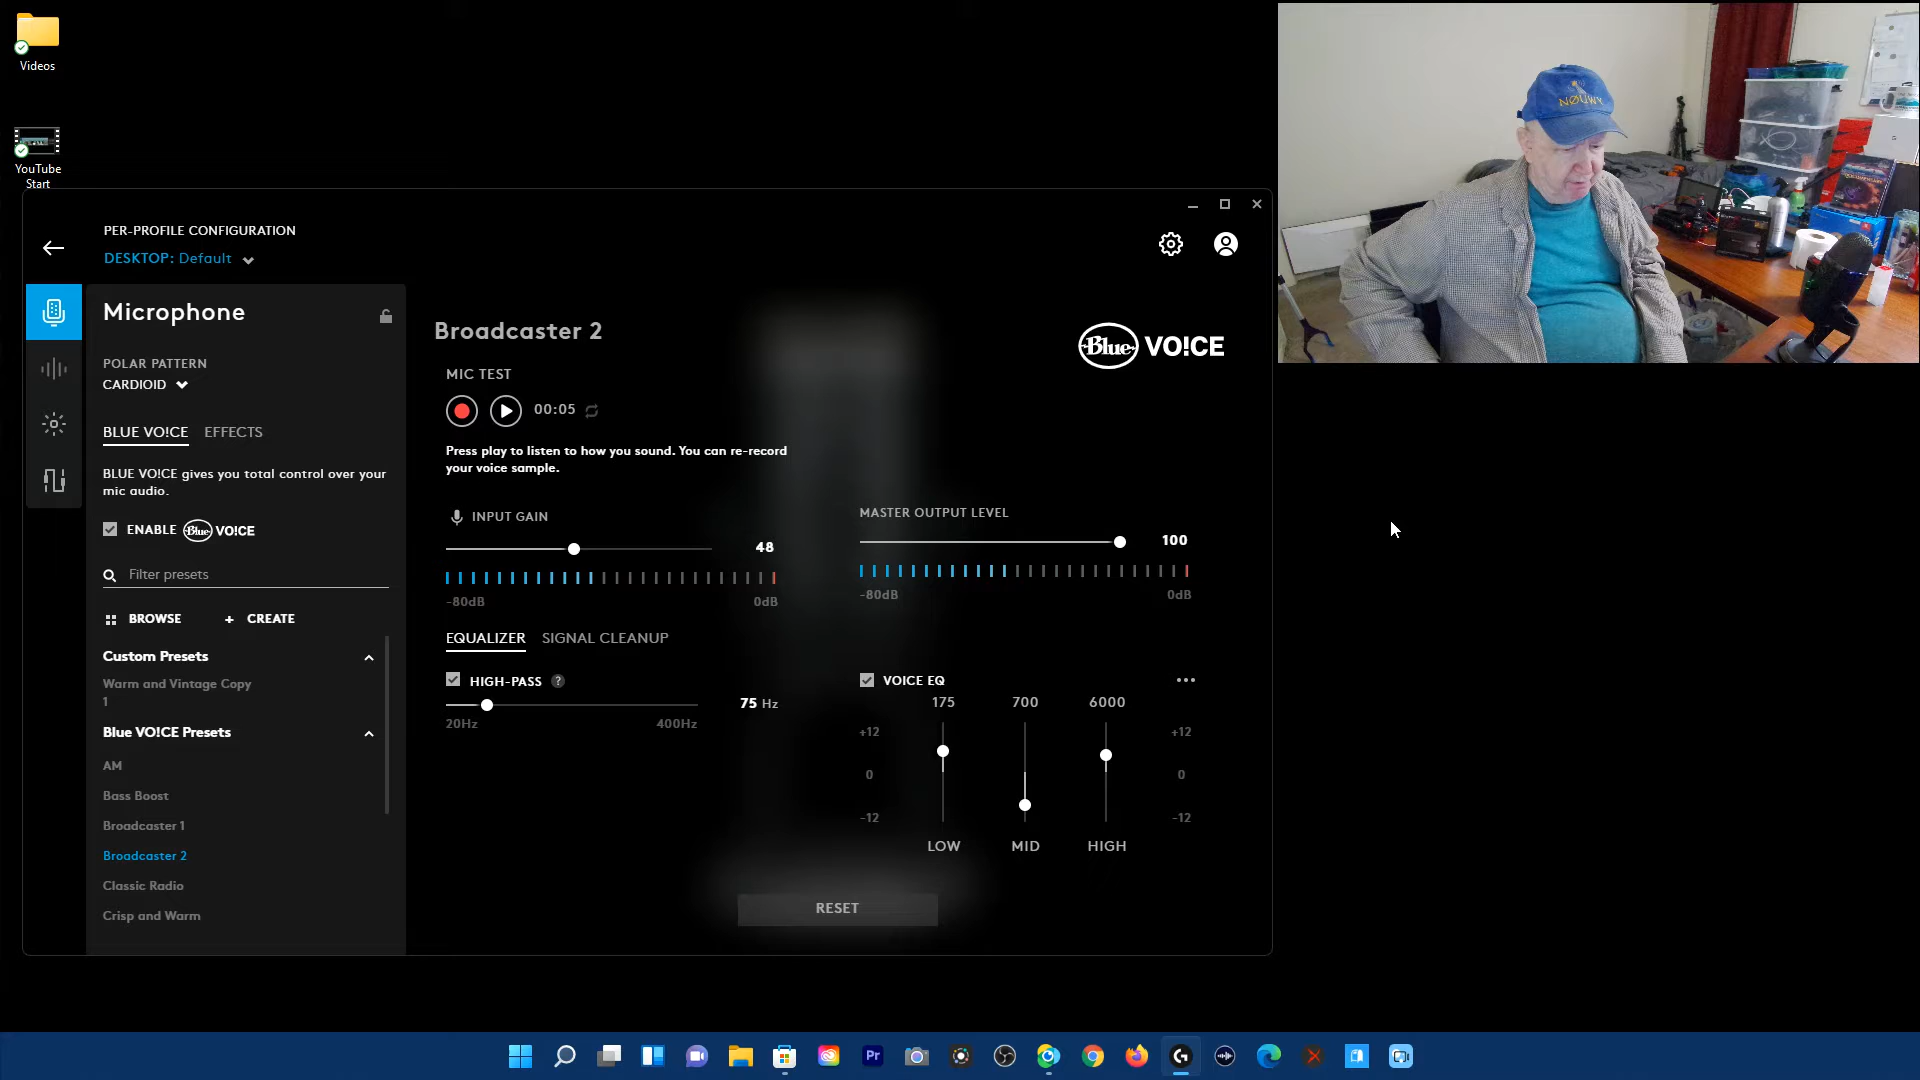 Videos
YouTube
Start
PER-PROFILE CONFIGURATION
DESKTOP: Default
Microphone
POLAR PATTERN
CARDIOID
BLUE VO!CE EFFECTS
BLUE VO!CE gives you total control over your
mic audio.
ENABLE Blue VO!CE
Filter presets
BROWSE + CREATE
Custom Presets
Warm and Vintage Copy
1
Blue VO!CE Presets
AM
Bass Boost
Broadcaster 1
Broadcaster 2
Classic Radio
Crisp and Warm
Broadcaster 2
Blue VO!CE
MIC TEST
00:05
Press play to listen to how you sound. You can re-record
your voice sample.
INPUT GAIN
48
-80dB 0dB
MASTER OUTPUT LEVEL
100
-80dB 0dB
EQUALIZER SIGNAL CLEANUP
HIGH-PASS ?
75 Hz
20Hz 400Hz
VOICE EQ
175 700 6000
+12 +12
0 0
-12 -12
LOW MID HIGH
RESET
NØUWY
Pr